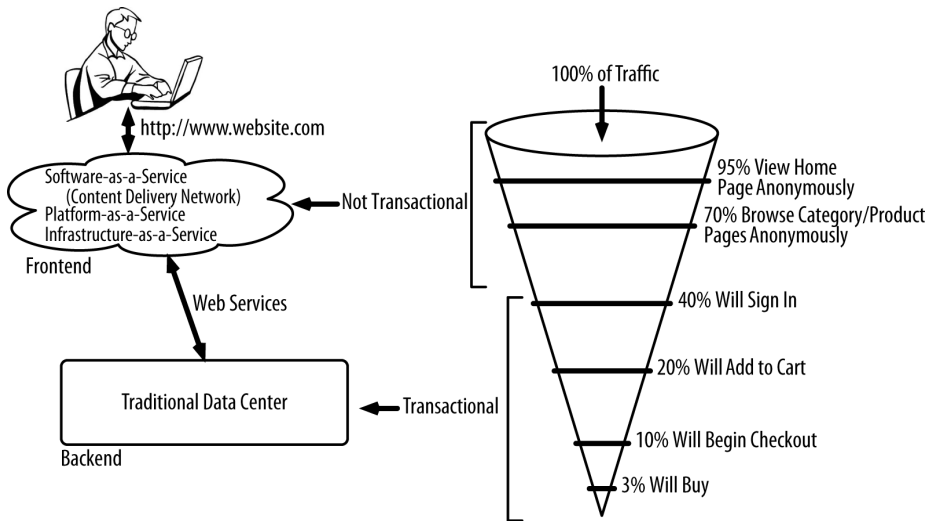 http://www.website.com
Software-as-a-Service
(Content Delivery Network)
Platform-as-a-Service
Infrastructure-as-a-Service
Frontend
Web Services
Traditional Data Center
Backend
Not Transactional
Transactional
100% of Traffic
95% View Home
Page Anonymously
70% Browse Category/Product
Pages Anonymously
40% Will Sign In
20% Will Add to Cart
10% Will Begin Checkout
3% Will Buy